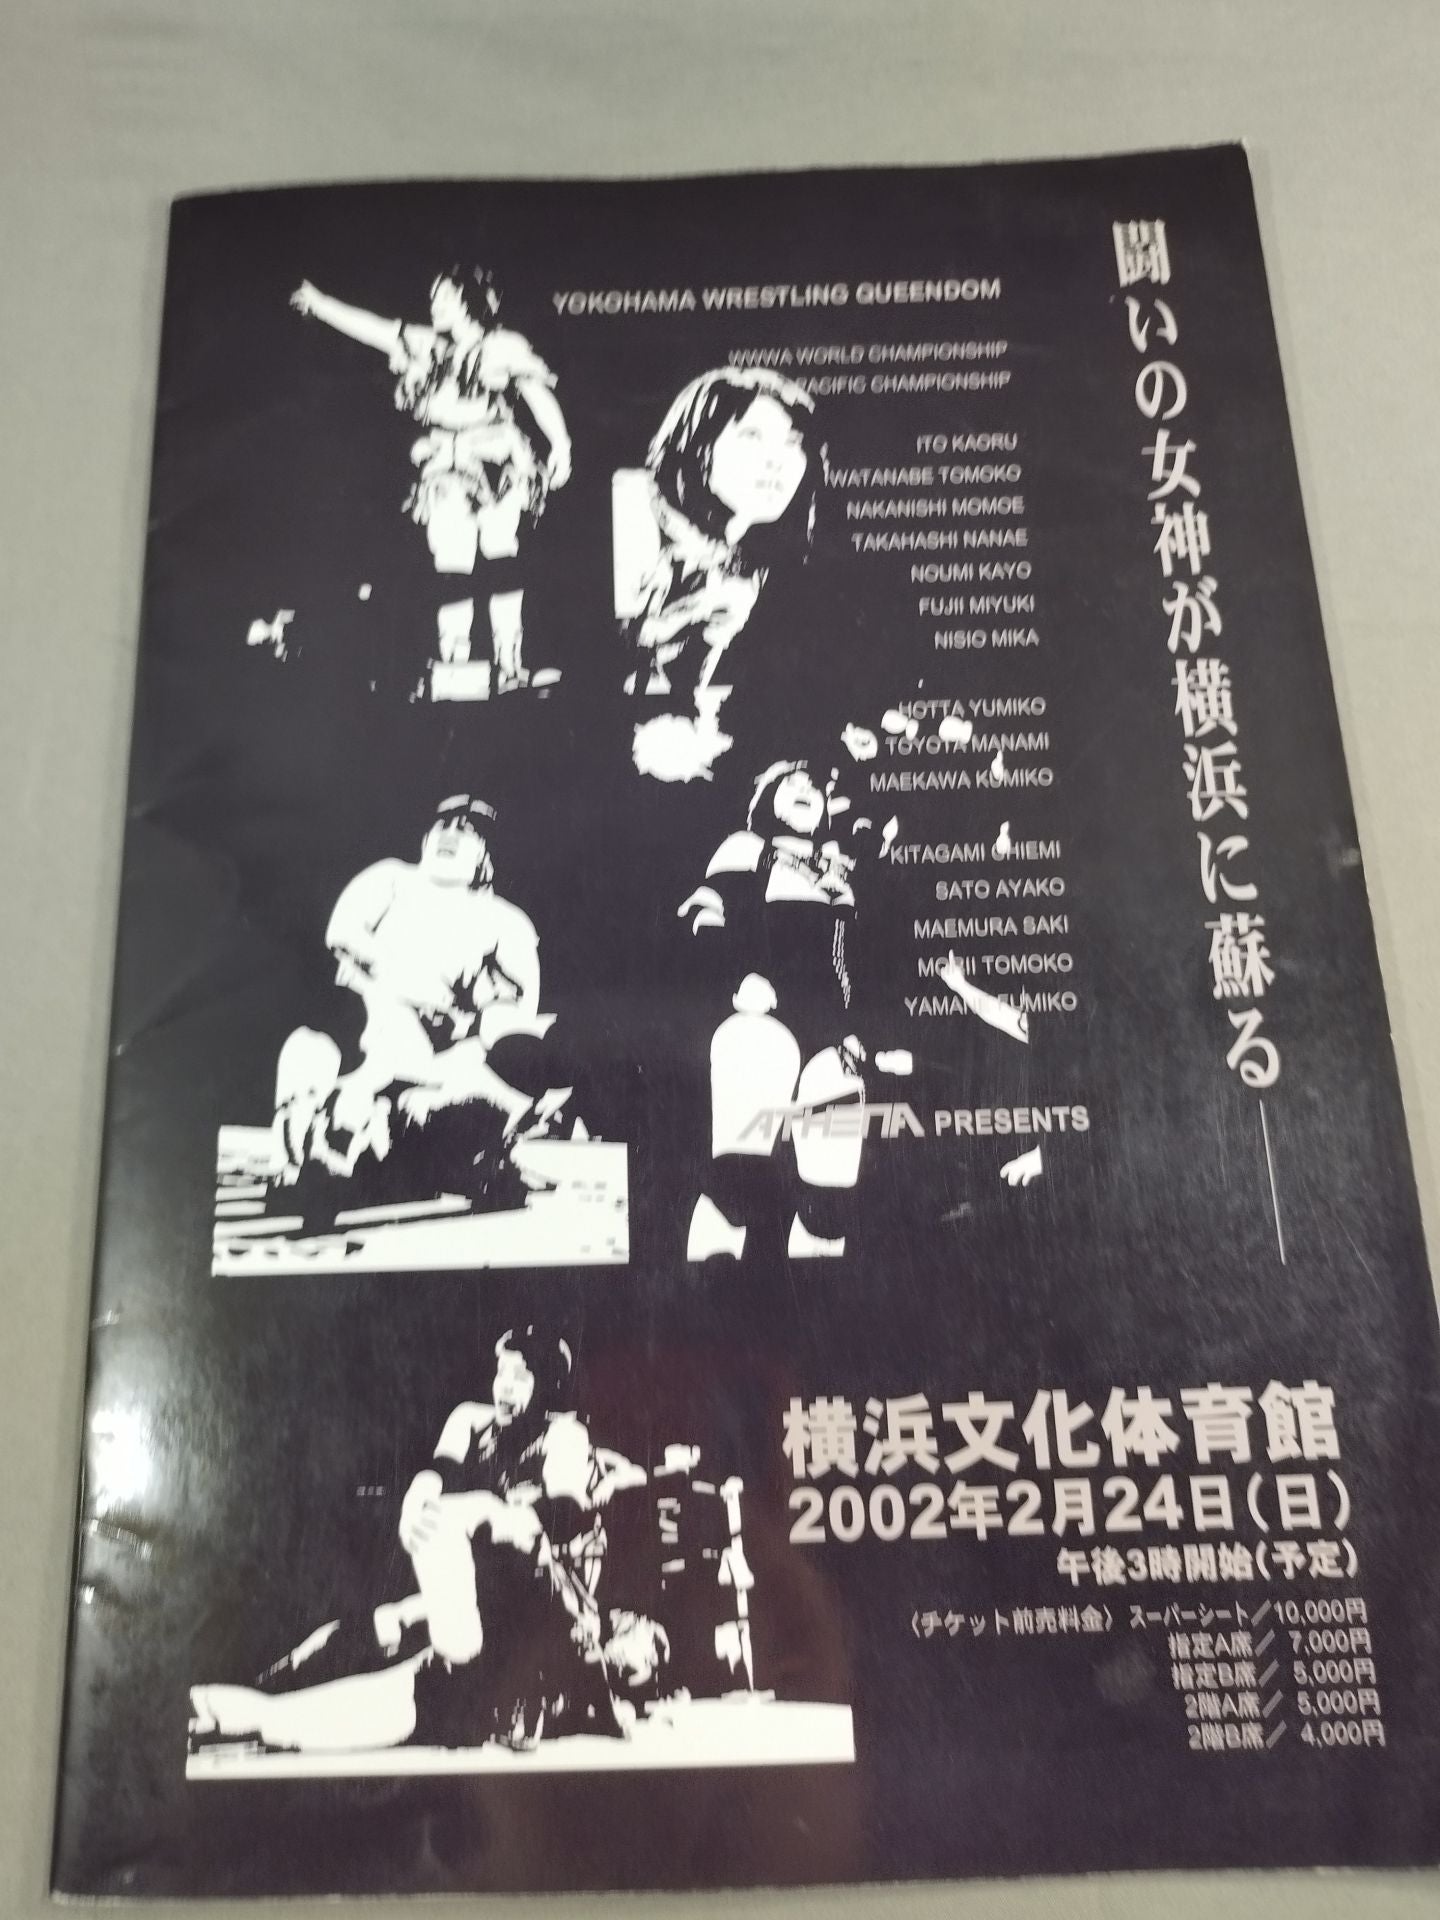 闘いの女神が横浜に蘇る——
YOKOHAMA WRESTLING QUEENDOM
WWWA WORLD CHAMPIONSHIP
PACIFIC CHAMPIONSHIP
ITO KAORU
WATANABE TOMOKO
NAKANISHI MOMOE
TAKAHASHI NANAE
NOUMI KAYO
FUJII MIYUKI
NISIO MIKA
HOTTA YUMIKO
TOYOTA MANAMI
MAEKAWA KUMIKO
KITAGAMI CHIEMI
SATO AYAKO
MAEMURA SAKI
MORII TOMOKO
YAMANE FUMIKO
ATHENA PRESENTS
横浜文化体育館
2002年2月24日(日)
午後3時開始(予定)
〈チケット前売料金〉 スーパーシート／10,000円
指定A席／ 7,000円
指定B席／ 5,000円
2階A席／ 5,000円
2階B席／ 4,000円